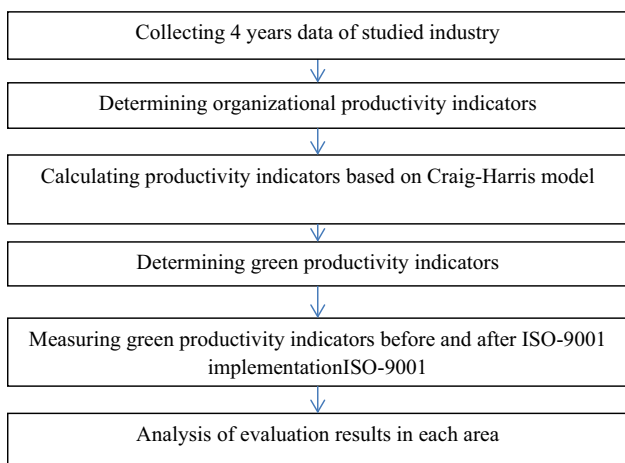 Collecting 4 years data of studied industry
Determining organizational productivity indicators
Calculating productivity indicators based on Craig-Harris model
Determining green productivity indicators
Measuring green productivity indicators before and after ISO-9001
implementationISO-9001
Analysis of evaluation results in each area